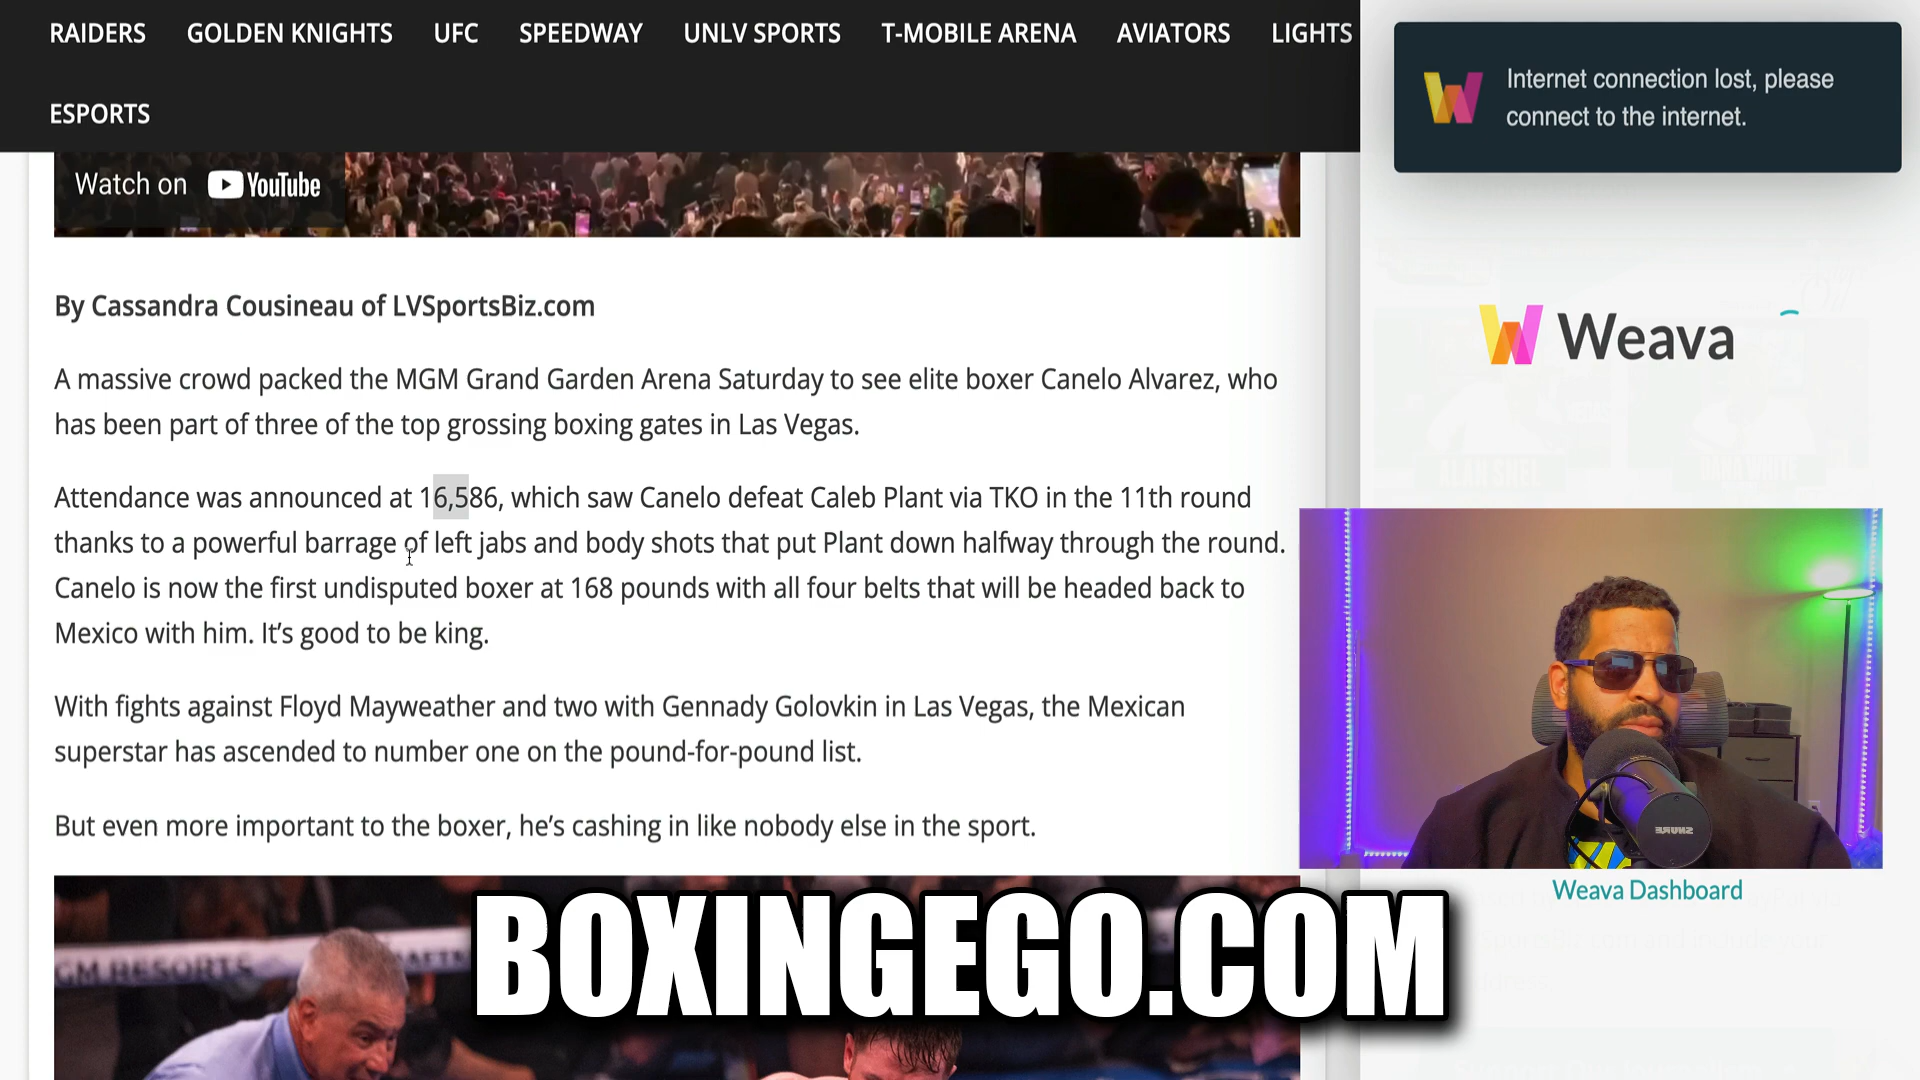 RAIDERS GOLDEN KNIGHTS UFC SPEEDWAY UNLV SPORTS T-MOBILE ARENA AVIATORS LIGHTS
ESPORTS
Internet connection lost, please
connect to the internet.
Watch on YouTube
Weava
By Cassandra Cousineau of LVSportsBiz.com
A massive crowd packed the MGM Grand Garden Arena Saturday to see elite boxer Canelo Alvarez, who
has been part of three of the top grossing boxing gates in Las Vegas.
ALAN SNEL
DANA WHITE
Attendance was announced at 16,586, which saw Canelo defeat Caleb Plant via TKO in the 11th round
thanks to a powerful barrage of left jabs and body shots that put Plant down halfway through the round.
Canelo is now the first undisputed boxer at 168 pounds with all four belts that will be headed back to
Mexico with him. It’s good to be king.
With fights against Floyd Mayweather and two with Gennady Golovkin in Las Vegas, the Mexican
superstar has ascended to number one on the pound-for-pound list.
But even more important to the boxer, he’s cashing in like nobody else in the sport.
SHURE
Weava Dashboard
GM RESORTS
BOXINGEGO.COM